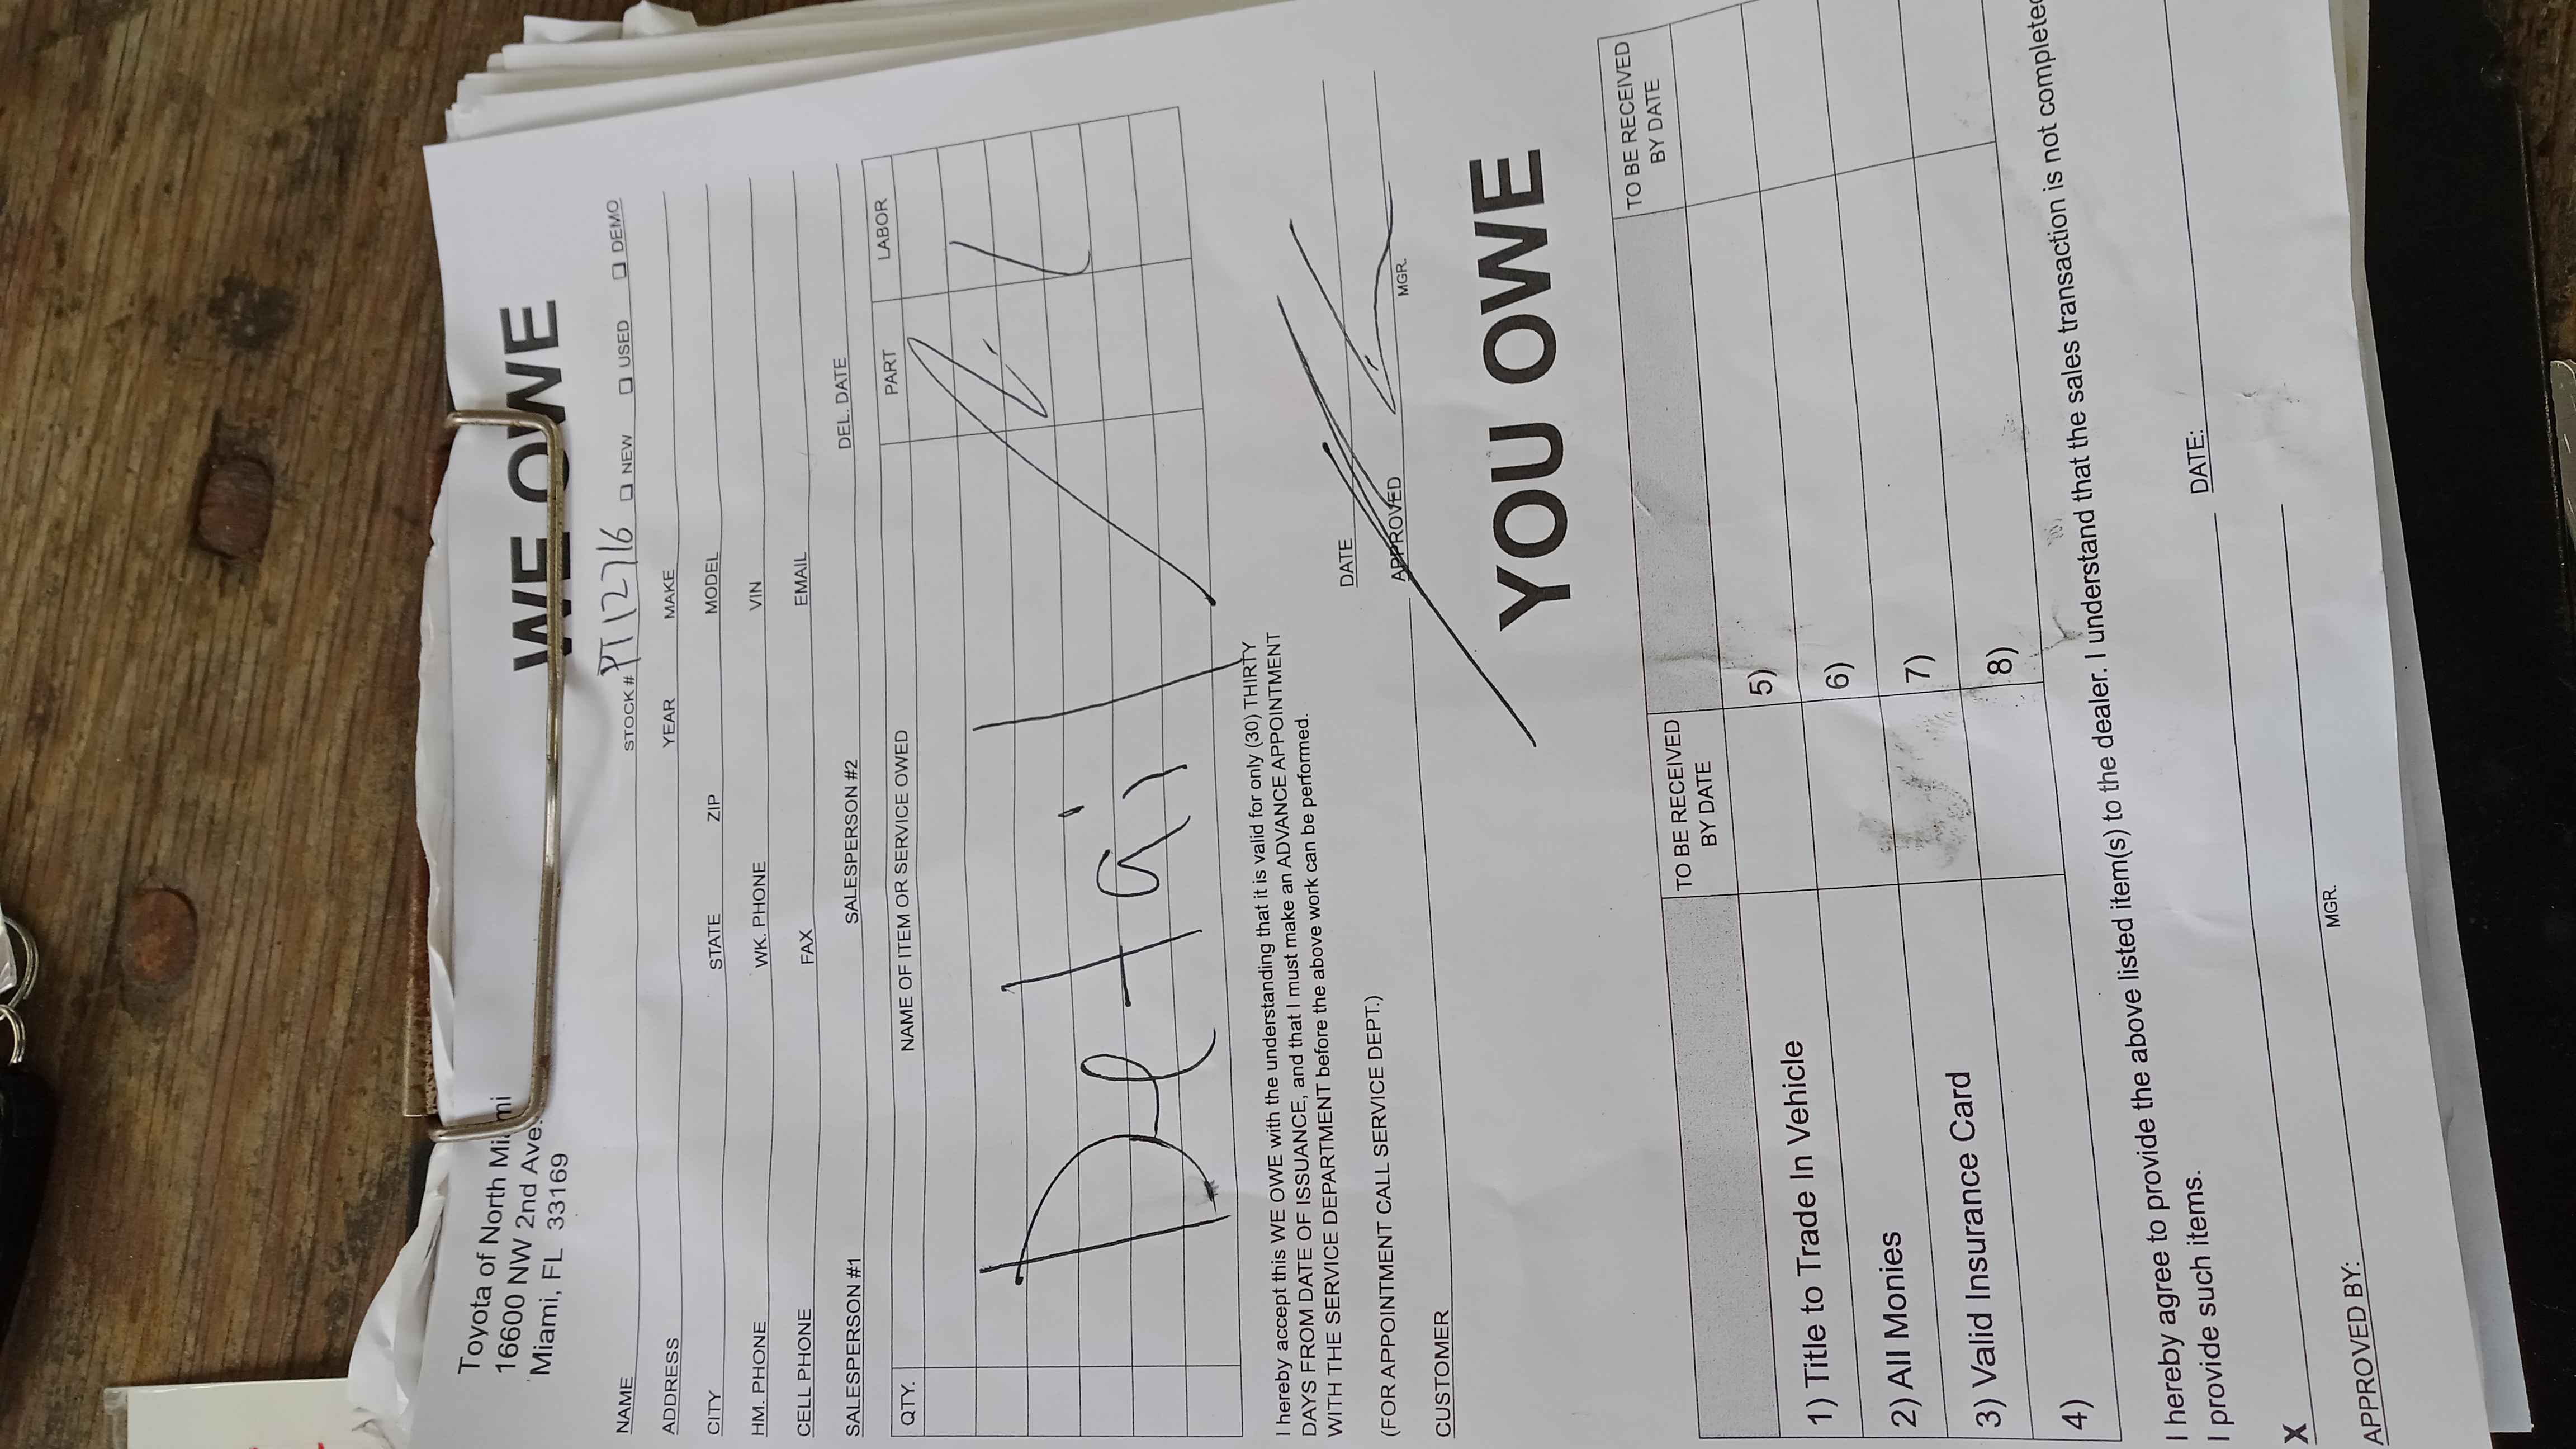 Toyota of North Miami
16600 NW 2nd Ave.
Miami, FL 33169
WE OWE
STOCK # PT12716 ❑ NEW ❑ USED ❑ DEMO
NAME
ADDRESS YEAR MAKE
CITY STATE ZIP MODEL
HM. PHONE WK. PHONE VIN
CELL PHONE FAX EMAIL
SALESPERSON #1 SALESPERSON #2 DEL. DATE
QTY. NAME OF ITEM OR SERVICE OWED PART LABOR
Detail
I hereby accept this WE OWE with the understanding that it is valid for only (30) THIRTY
DAYS FROM DATE OF ISSUANCE, and that I must make an ADVANCE APPOINTMENT
WITH THE SERVICE DEPARTMENT before the above work can be performed.
DATE
(FOR APPOINTMENT CALL SERVICE DEPT.)
APPROVED
MGR.
CUSTOMER
YOU OWE
TO BE RECEIVED BY DATE TO BE RECEIVED BY DATE
1) Title to Trade In Vehicle 5)
2) All Monies 6)
3) Valid Insurance Card 7)
4) 8)
I hereby agree to provide the above listed item(s) to the dealer. I understand that the sales transaction is not completed
I provide such items.
X DATE:
APPROVED BY:
MGR.